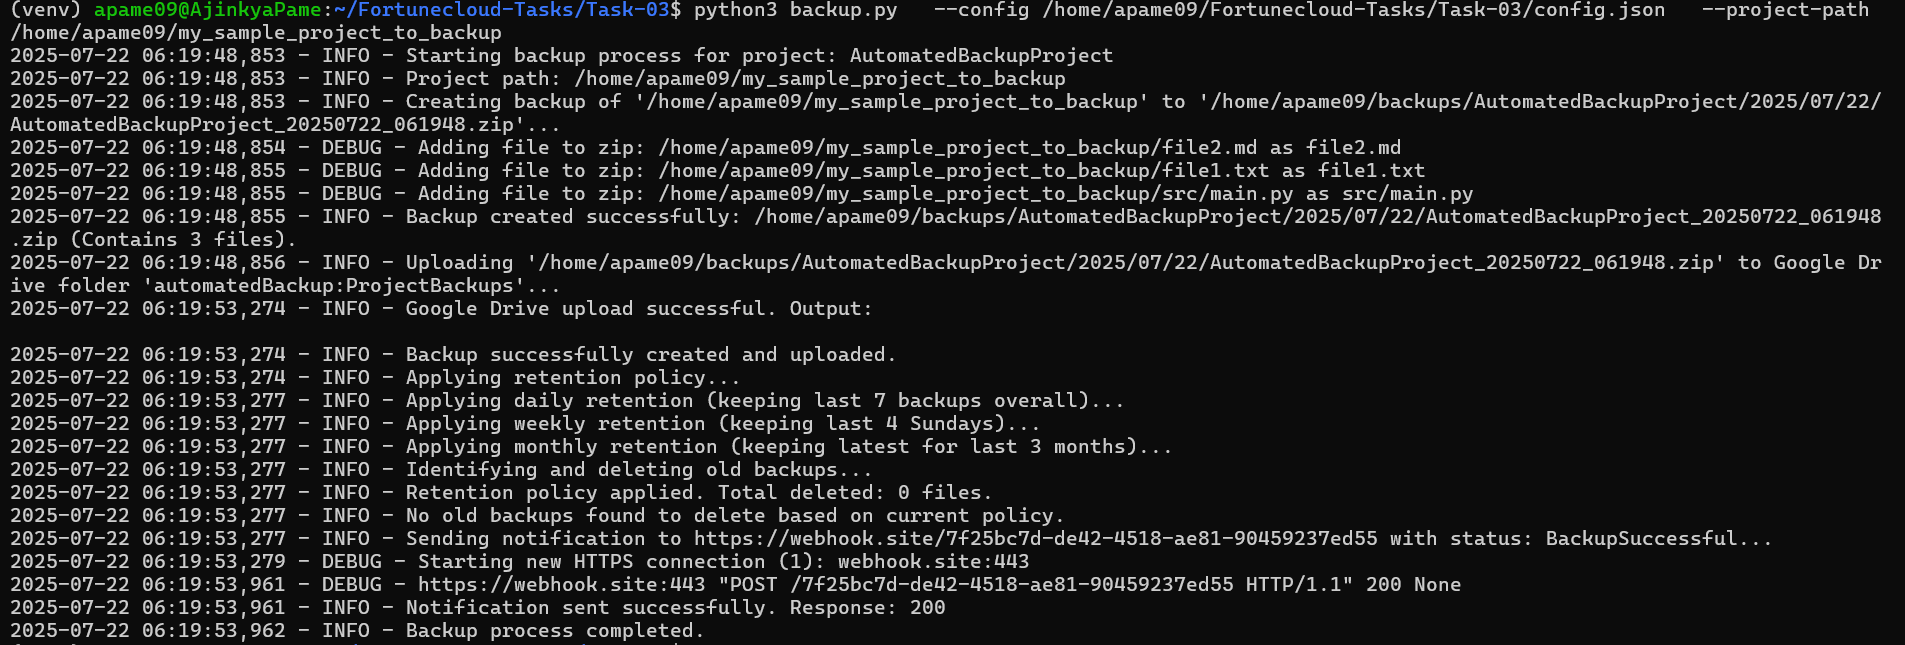 (venv) apame09@AjinkyaPame:~/Fortunecloud-Tasks/Task-03$ python3 backup.py   --config /home/apame09/Fortunecloud-Tasks/Task-03/config.json   --project-path
/home/apame09/my_sample_project_to_backup
2025-07-22 06:19:48,853 - INFO - Starting backup process for project: AutomatedBackupProject
2025-07-22 06:19:48,853 - INFO - Project path: /home/apame09/my_sample_project_to_backup
2025-07-22 06:19:48,853 - INFO - Creating backup of '/home/apame09/my_sample_project_to_backup' to '/home/apame09/backups/AutomatedBackupProject/2025/07/22/
AutomatedBackupProject_20250722_061948.zip'...
2025-07-22 06:19:48,854 - DEBUG - Adding file to zip: /home/apame09/my_sample_project_to_backup/file2.md as file2.md
2025-07-22 06:19:48,855 - DEBUG - Adding file to zip: /home/apame09/my_sample_project_to_backup/file1.txt as file1.txt
2025-07-22 06:19:48,855 - DEBUG - Adding file to zip: /home/apame09/my_sample_project_to_backup/src/main.py as src/main.py
2025-07-22 06:19:48,855 - INFO - Backup created successfully: /home/apame09/backups/AutomatedBackupProject/2025/07/22/AutomatedBackupProject_20250722_061948
.zip (Contains 3 files).
2025-07-22 06:19:48,856 - INFO - Uploading '/home/apame09/backups/AutomatedBackupProject/2025/07/22/AutomatedBackupProject_20250722_061948.zip' to Google Dr
ive folder 'automatedBackup:ProjectBackups'...
2025-07-22 06:19:53,274 - INFO - Google Drive upload successful. Output:
2025-07-22 06:19:53,274 - INFO - Backup successfully created and uploaded.
2025-07-22 06:19:53,274 - INFO - Applying retention policy...
2025-07-22 06:19:53,277 - INFO - Applying daily retention (keeping last 7 backups overall)...
2025-07-22 06:19:53,277 - INFO - Applying weekly retention (keeping last 4 Sundays)...
2025-07-22 06:19:53,277 - INFO - Applying monthly retention (keeping latest for last 3 months)...
2025-07-22 06:19:53,277 - INFO - Identifying and deleting old backups...
2025-07-22 06:19:53,277 - INFO - Retention policy applied. Total deleted: 0 files.
2025-07-22 06:19:53,277 - INFO - No old backups found to delete based on current policy.
2025-07-22 06:19:53,277 - INFO - Sending notification to https://webhook.site/7f25bc7d-de42-4518-ae81-90459237ed55 with status: BackupSuccessful...
2025-07-22 06:19:53,279 - DEBUG - Starting new HTTPS connection (1): webhook.site:443
2025-07-22 06:19:53,961 - DEBUG - https://webhook.site:443 "POST /7f25bc7d-de42-4518-ae81-90459237ed55 HTTP/1.1" 200 None
2025-07-22 06:19:53,961 - INFO - Notification sent successfully. Response: 200
2025-07-22 06:19:53,962 - INFO - Backup process completed.